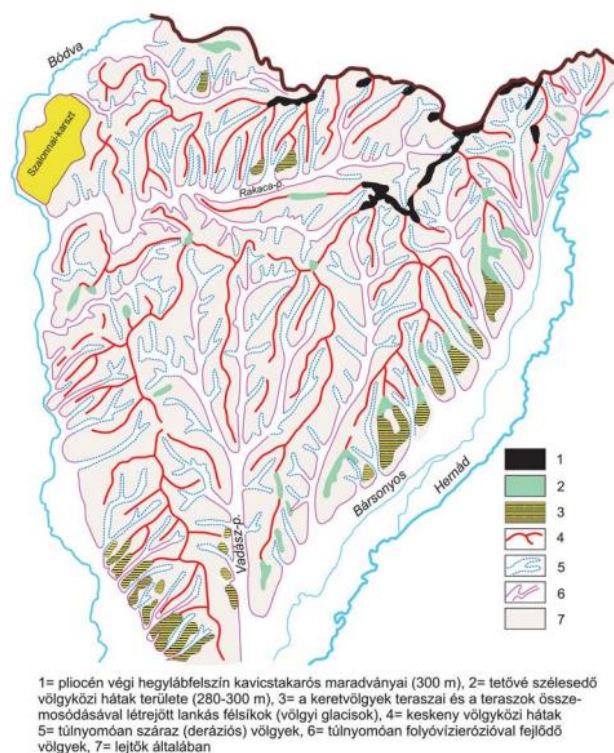 Bódva
Szalonnai-karszt
Rakaca-p.
Vadász-p.
Bársonyos
Hernád
1
2
3
4
5
6
7
1= pliocén végi hegylábfelszín kavicstakarós maradványai (300 m), 2= tetővé szélesedő
völgyközi hátak területe (280-300 m), 3= a keretvölgyek teraszai és a teraszok össze-
mosódásával létrejött lankás félsíkok (völgyi glacisok), 4= keskeny völgyközi hátak
5= túlnyomóan száraz (deráziós) völgyek, 6= túlnyomóan folyóvízierózióval fejlődő
völgyek, 7= lejtők általában